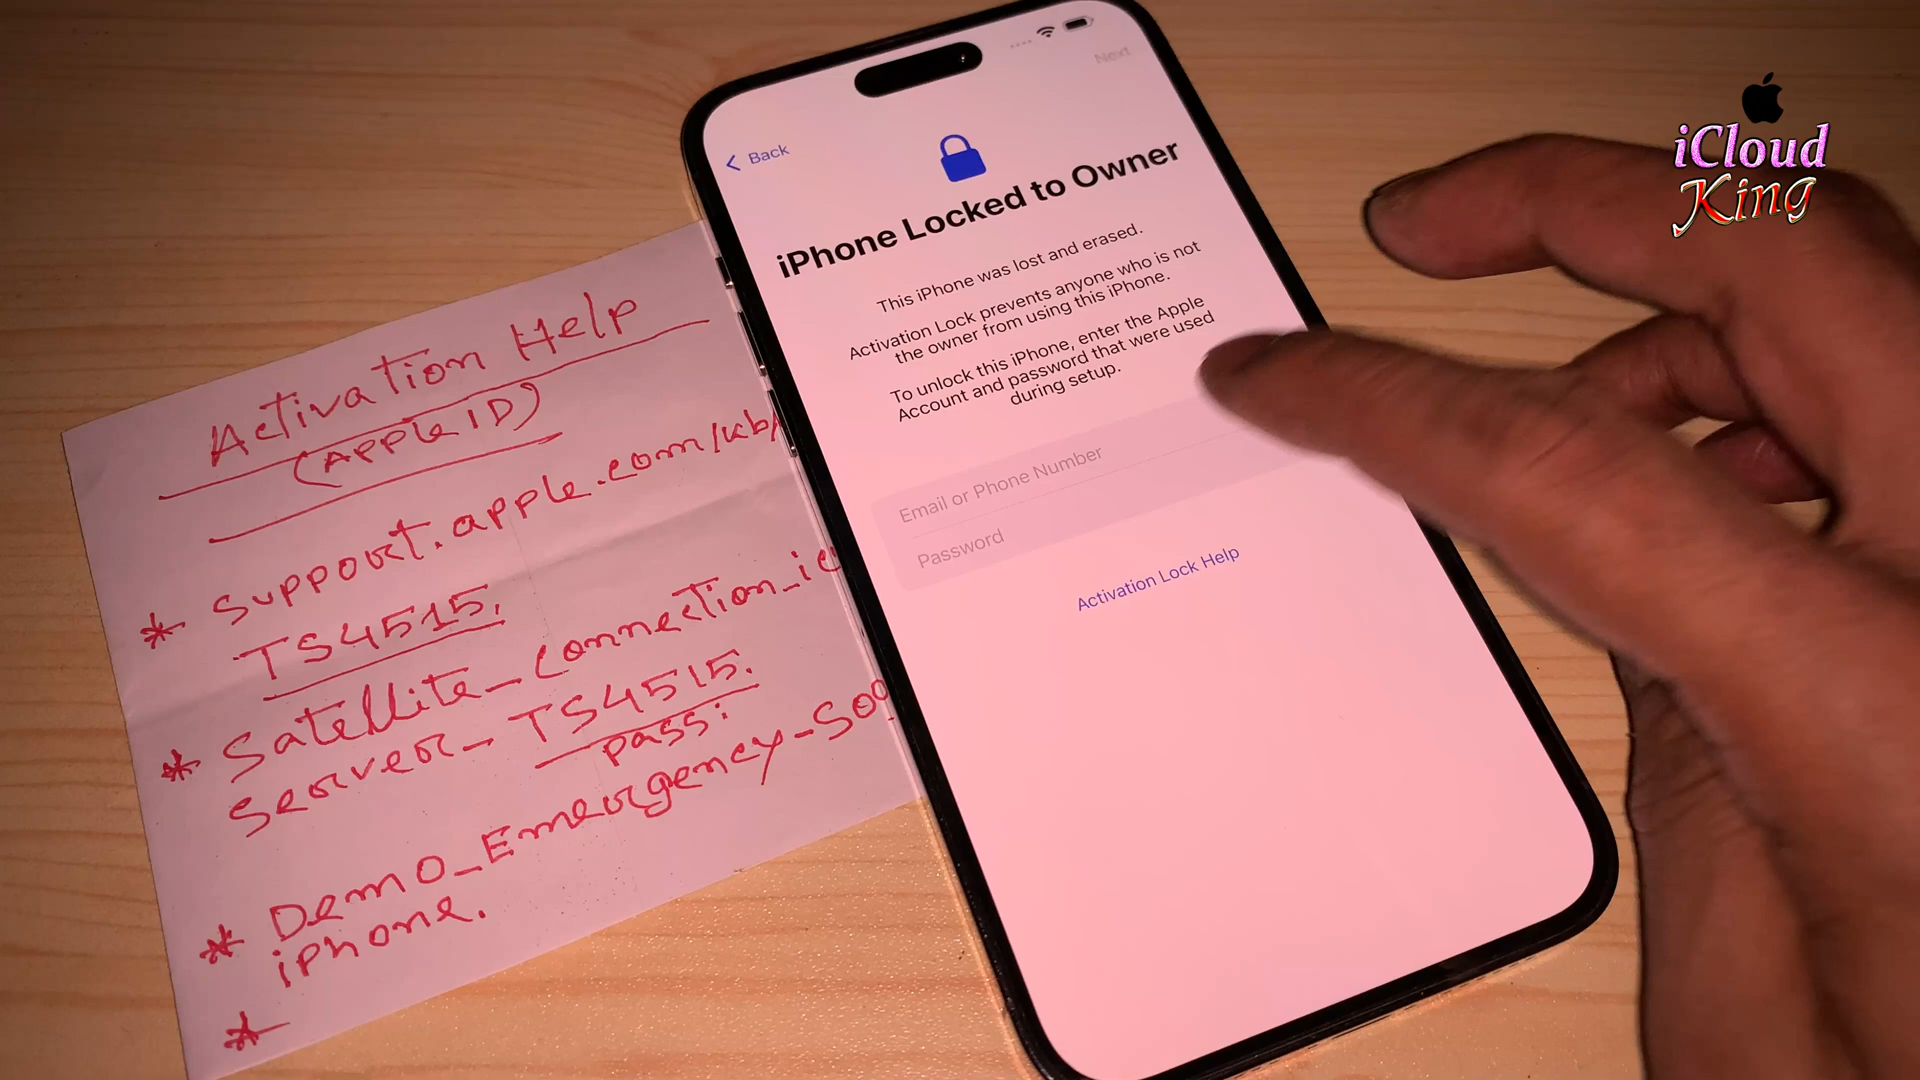 Next
Back
iPhone Locked to Owner
This iPhone was lost and erased.
Activation Lock prevents anyone who is not
the owner from using this iPhone.
To unlock this iPhone, enter the Apple
Account and password that were used
during setup.
Email or Phone Number
Password
Activation Lock Help
iCloud
King
Activation Help
(Apple ID)
* Support.apple.com/kb/
TS4515.
* Satellite_Connection_
Server_TS4515.
pass:
* Demo_Emergency_
iphone.
*